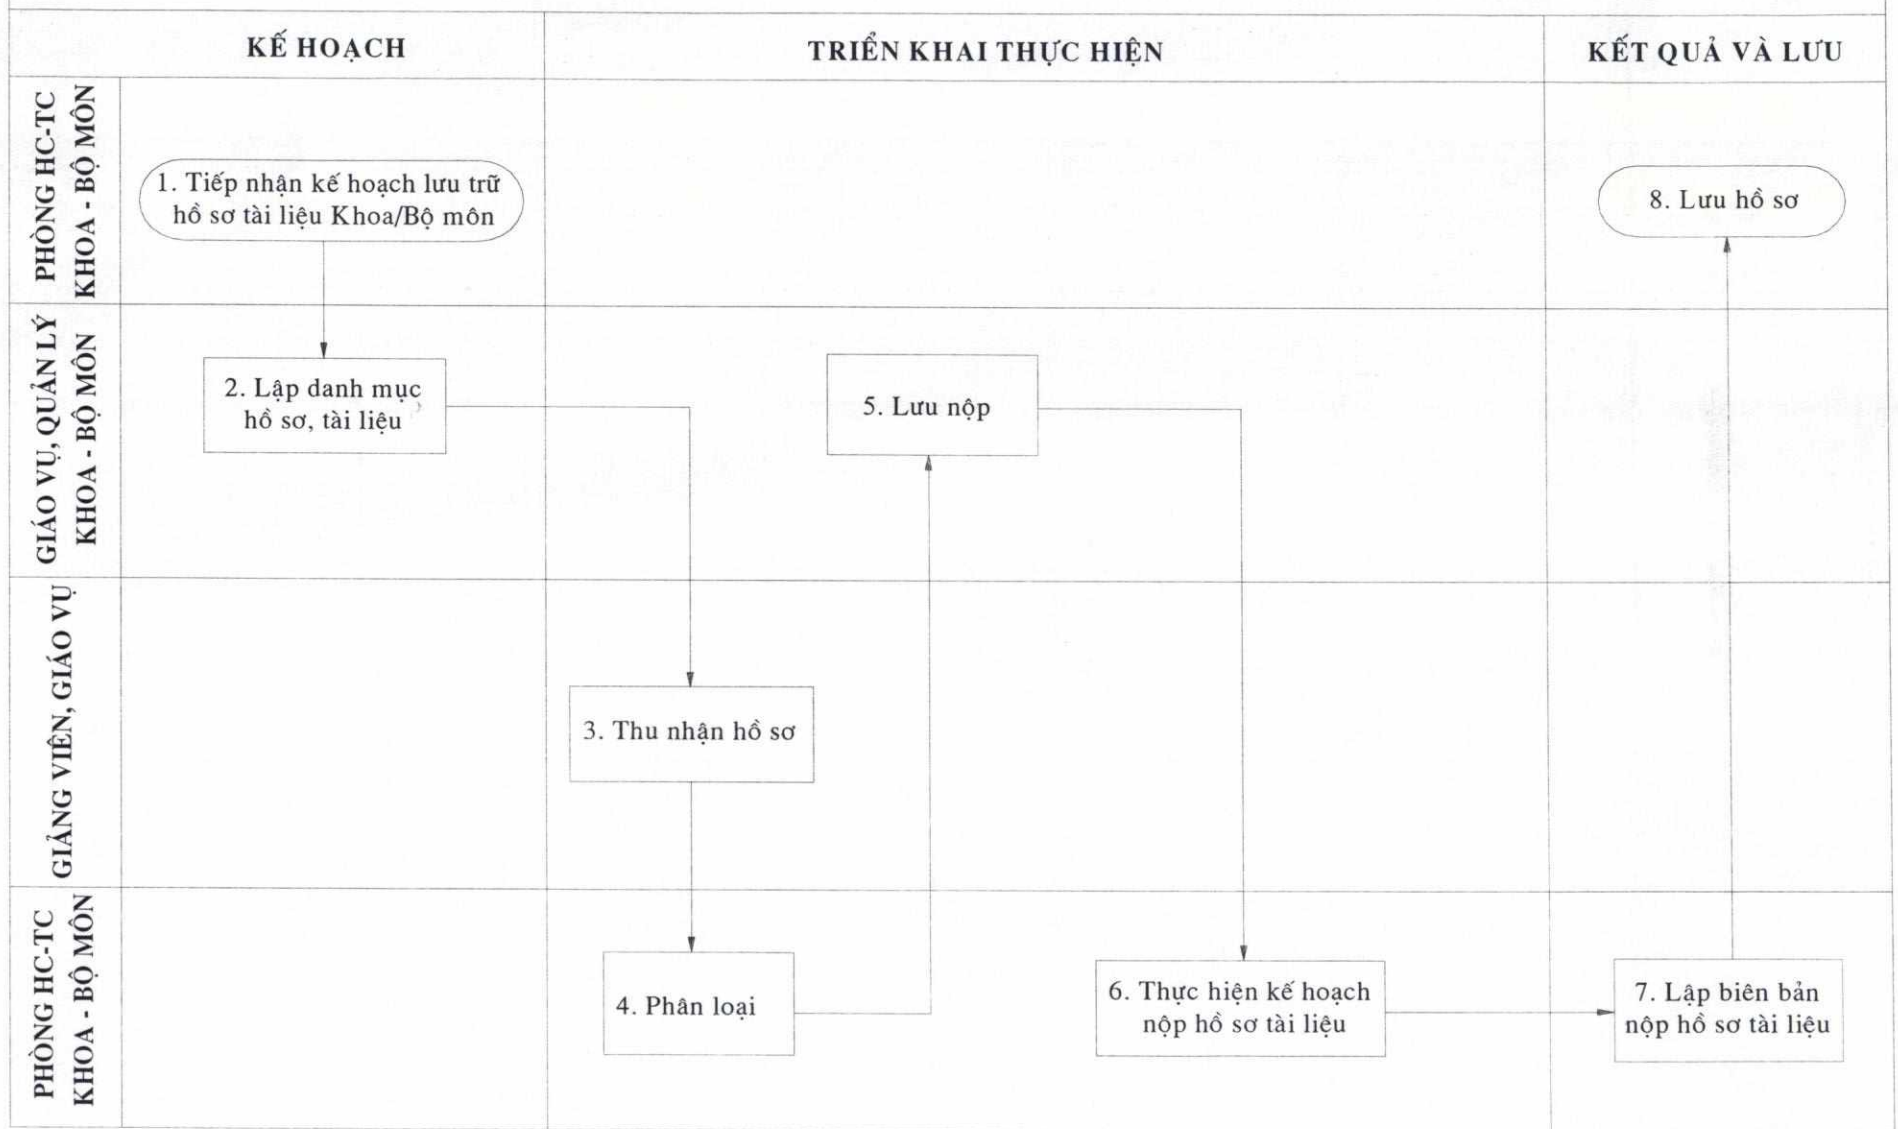 KẾ HOẠCH
TRIỂN KHAI THỰC HIỆN
KẾT QUẢ VÀ LƯU
PHÒNG HC-TC
KHOA - BỘ MÔN
1. Tiếp nhận kế hoạch lưu trữ
hồ sơ tài liệu Khoa/Bộ môn
8. Lưu hồ sơ
GIÁO VỤ, QUẢN LÝ
KHOA - BỘ MÔN
2. Lập danh mục
hồ sơ, tài liệu
5. Lưu nộp
GIẢNG VIÊN, GIÁO VỤ
3. Thu nhận hồ sơ
PHÒNG HC-TC
KHOA - BỘ MÔN
4. Phân loại
6. Thực hiện kế hoạch
nộp hồ sơ tài liệu
7. Lập biên bản
nộp hồ sơ tài liệu